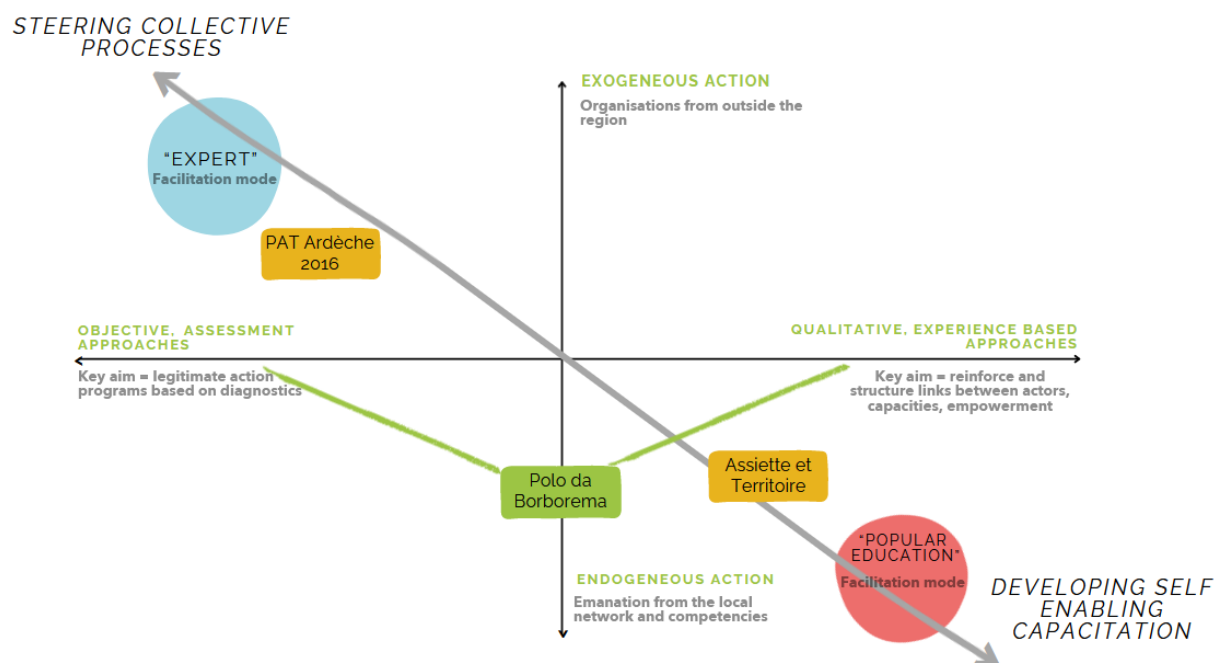 STEERING COLLECTIVE
PROCESSES
EXOGENEOUS ACTION
Organisations from outside the
region
“EXPERT”
Facilitation mode
PAT Ardèche
2016
OBJECTIVE, ASSESSMENT
APPROACHES
Key aim = legitimate action
programs based on diagnostics
QUALITATIVE, EXPERIENCE BASED
APPROACHES
Key aim = reinforce and
structure links between actors,
capacities, empowerment
Polo da
Borborema
Assiette et
Territoire
ENDOGENEOUS ACTION
Emanation from the local
network and competencies
“POPULAR
EDUCATION”
Facilitation mode
DEVELOPING SELF
ENABLING
CAPACITATION